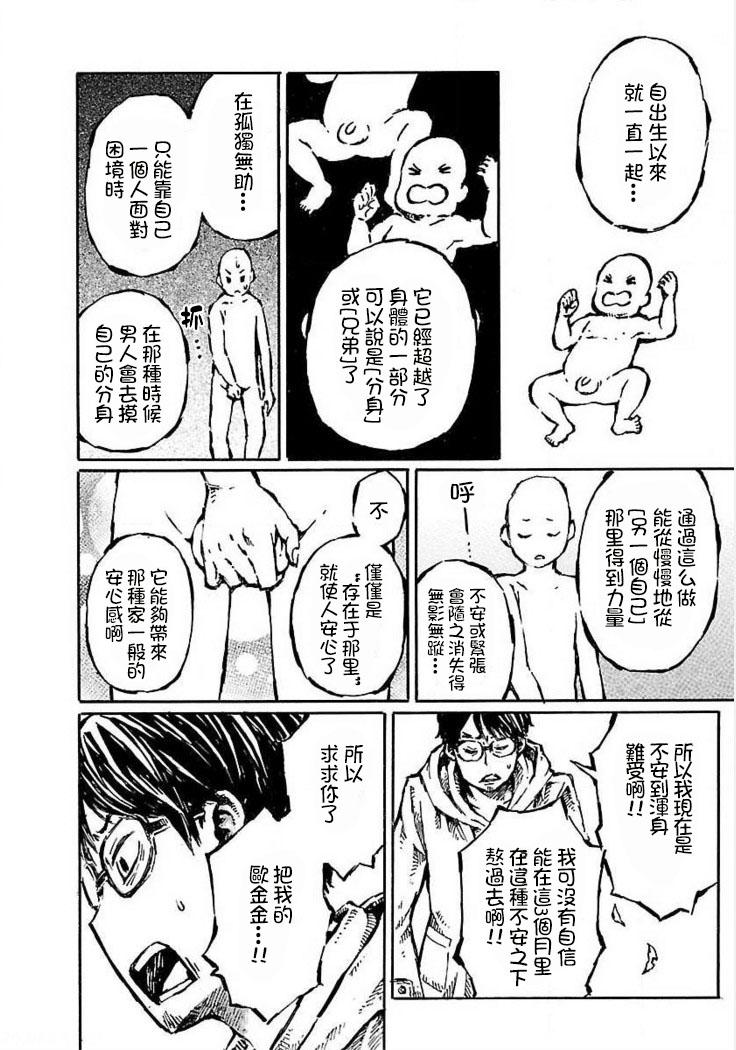 自出生以來
就一直一起…
它已經超越了
身體的一部分
可以說是[分身]
或[兄弟]了
在孤獨無助…
只能靠自己
一個人面對
困境時
抓…
在那種時候
男人會去摸
自己的分身
通過這么做
能從慢慢地從
[另一個自己]
那里得到力量
呼—
不安或緊張
會隨之消失得
無影無蹤…
不
僅僅是
"存在于那里"
就使人安心了
它能夠帶來
那種家一般的
安心感啊
所以我現在是
不安到渾身
難受啊!!
我可沒有自信
能在這3個月里
在這種不安之下
熬過去啊!!
所以
求求你了
把我的
歐金金…!!